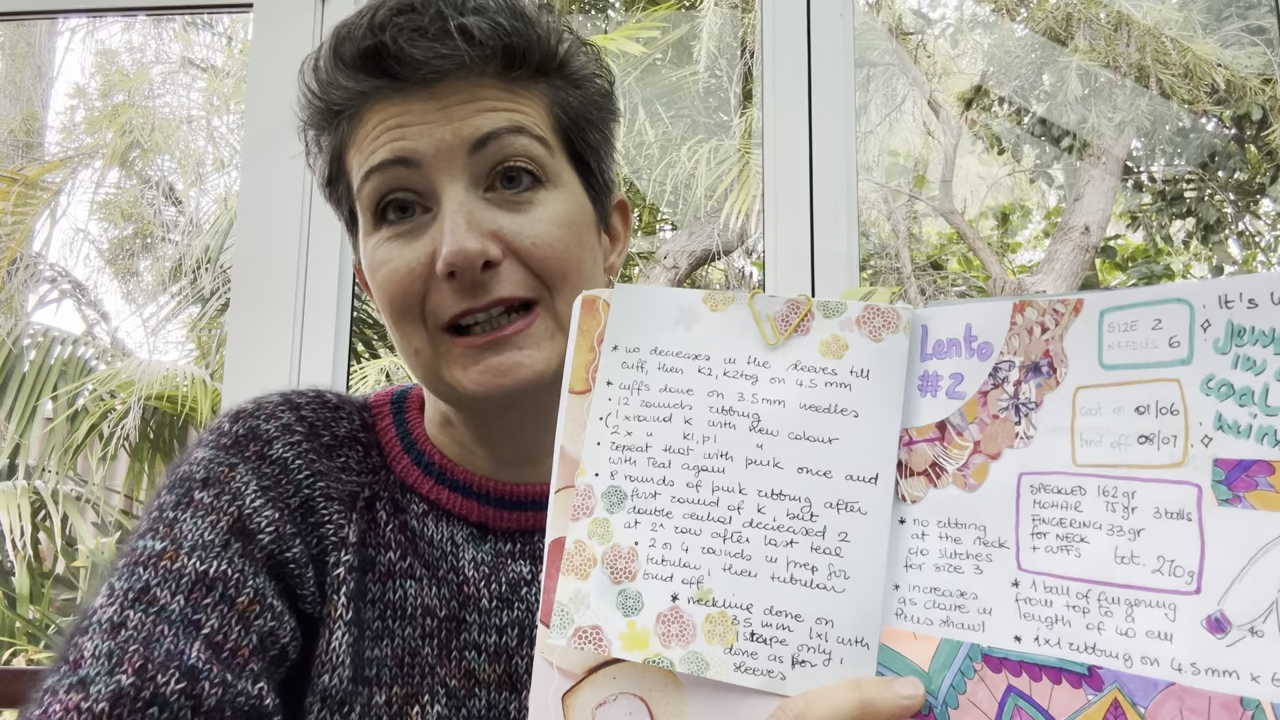 * no decreases in the sleeves till
cuff, then K2, K2tog on 4.5 mm
* cuffs done on 3.5mm needles
• 12 rounds ribbing
• (1x round K with new colour
(2 x " K1, p1 "
• repeat that with pink once and
with teal again
• 8 rounds of pink ribbing after
first round of K, but
double central decreased 2
at 2^ row after last teal
• 2 or 4 rounds in prep for
tubular, then tubular
bind off
* neckline done on
3.5 mm 1x1 with
1 stripe only,
done as for
sleeves
Lento
#2
* no ribbing
at the neck
c/o stitches
for size 3
* increases
as done in
SIZE 2
NEEDLES 6
cast on 01/06
bind off 08/07
SPECKLED 162 gr
MOHAIR 75 gr 3 balls
FINGERING 33gr
for NECK
+ CUFFS
tot. 270g
* 1 ball of fingering
from top to a
length of 40 cm
* 1x1 ribbing on 4.5mm x
It's
40